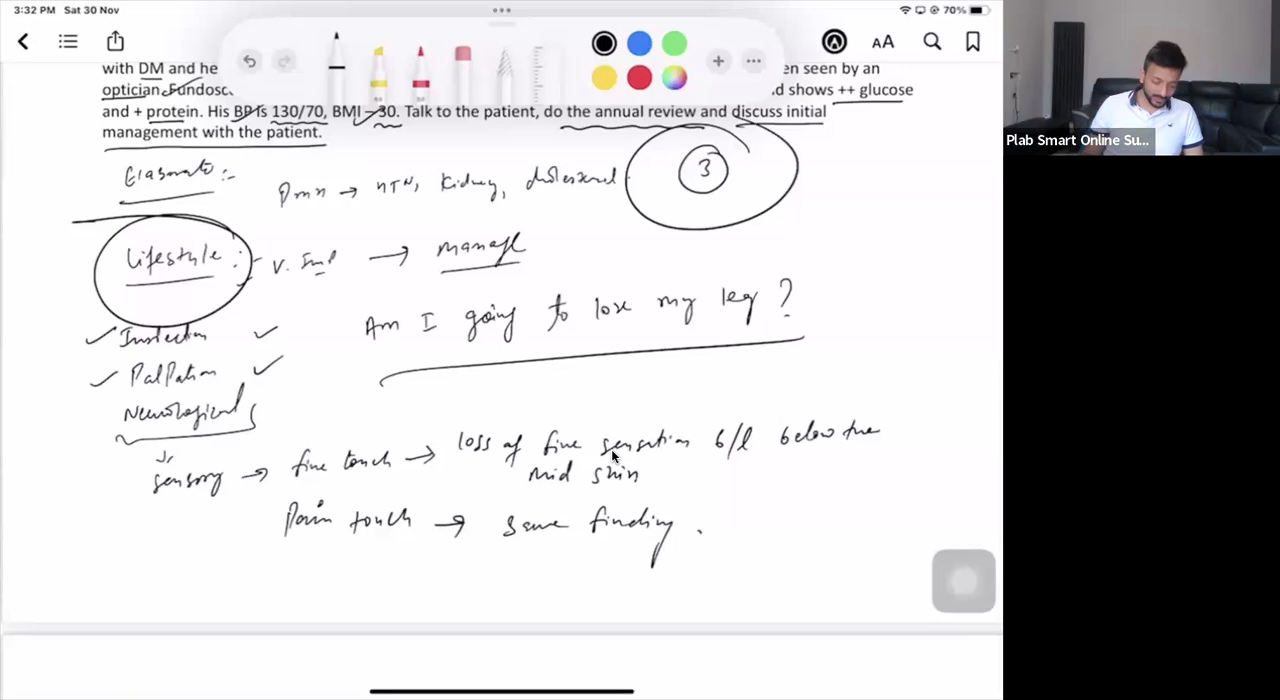 3:32 PM Sat 30 Nov
70%
AA
with DM and he
en seen by an
optician. Fundosc
d shows ++ glucose
and + protein. His BP is 130/70, BMI – 30. Talk to the patient, do the annual review and discuss initial
management with the patient.
Plab Smart Online Su...
Elaborate :-
Pmh → HTN, Kidney, cholesterol
3
Lifestyle :- V. Imp → manage
Am I going to lose my leg ?
✓ Inspection ✓
✓ Palpation ✓
Neurological
sensory → fine touch → loss of fine sensation b/l below the
mid shin
Pain touch → same finding .